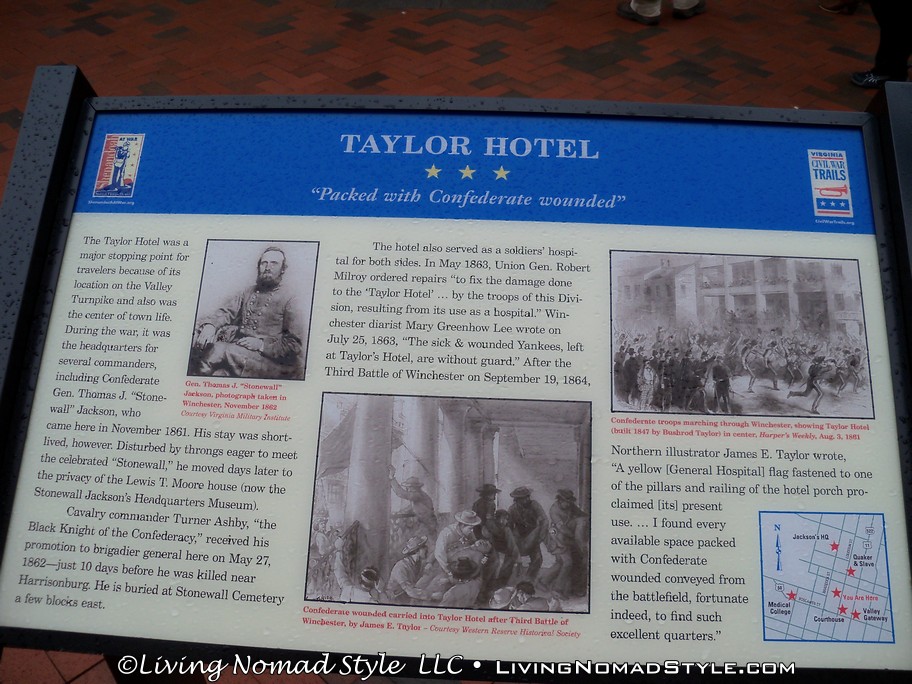 TAYLOR HOTEL
"Packed with Confederate wounded"
Shenandoah
AT WAR
ShenandoahAtWar.org
VIRGINIA
CIVIL WAR
TRAILS
CivilWarTrails.org
The Taylor Hotel was a
major stopping point for
travelers because of its
location on the Valley
Turnpike and also was
the center of town life.
During the war, it was
the headquarters for
several commanders,
including Confederate
Gen. Thomas J. "Stone-
wall" Jackson, who
came here in November 1861. His stay was short-
lived, however. Disturbed by throngs eager to meet
the celebrated "Stonewall," he moved days later to
the privacy of the Lewis T. Moore house (now the
Stonewall Jackson's Headquarters Museum).
Cavalry commander Turner Ashby, "the
Black Knight of the Confederacy," received his
promotion to brigadier general here on May 27,
1862—just 10 days before he was killed near
Harrisonburg. He is buried at Stonewall Cemetery
a few blocks east.
Gen. Thomas J. "Stonewall"
Jackson, photograph taken in
Winchester, November 1862
Courtesy Virginia Military Institute
The hotel also served as a soldiers' hospi-
tal for both sides. In May 1863, Union Gen. Robert
Milroy ordered repairs "to fix the damage done
to the 'Taylor Hotel' ... by the troops of this Divi-
sion, resulting from its use as a hospital." Win-
chester diarist Mary Greenhow Lee wrote on
July 25, 1863, "The sick & wounded Yankees, left
at Taylor's Hotel, are without guard." After the
Third Battle of Winchester on September 19, 1864,
Confederate wounded carried into Taylor Hotel after Third Battle of
Winchester, by James E. Taylor – Courtesy Western Reserve Historical Society
Confederate troops marching through Winchester, showing Taylor Hotel
(built 1847 by Bushrod Taylor) in center, Harper's Weekly, Aug. 3, 1861
Northern illustrator James E. Taylor wrote,
"A yellow [General Hospital] flag fastened to one
of the pillars and railing of the hotel porch pro-
claimed [its] present
use. ... I found every
available space packed
with Confederate
wounded conveyed from
the battlefield, fortunate
indeed, to find such
excellent quarters."
N
Jackson's HQ
Quaker
& Slave
You Are Here
Medical
College
Courthouse
Valley
Gateway
©Living Nomad Style LLC • LivingNomadStyle.com